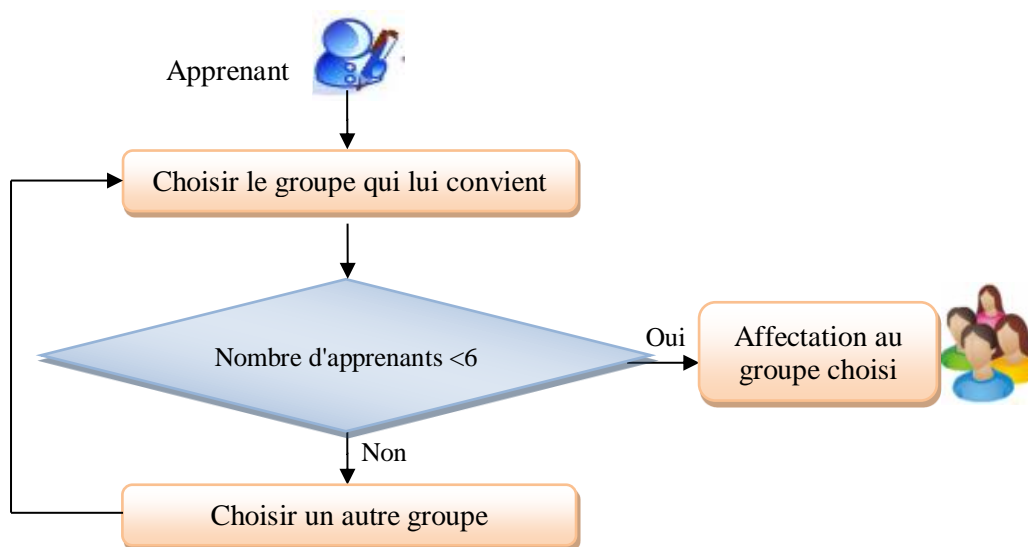 Apprenant
Choisir le groupe qui lui convient
Nombre d'apprenants <6
Oui
Affectation au
groupe choisi
Non
Choisir un autre groupe